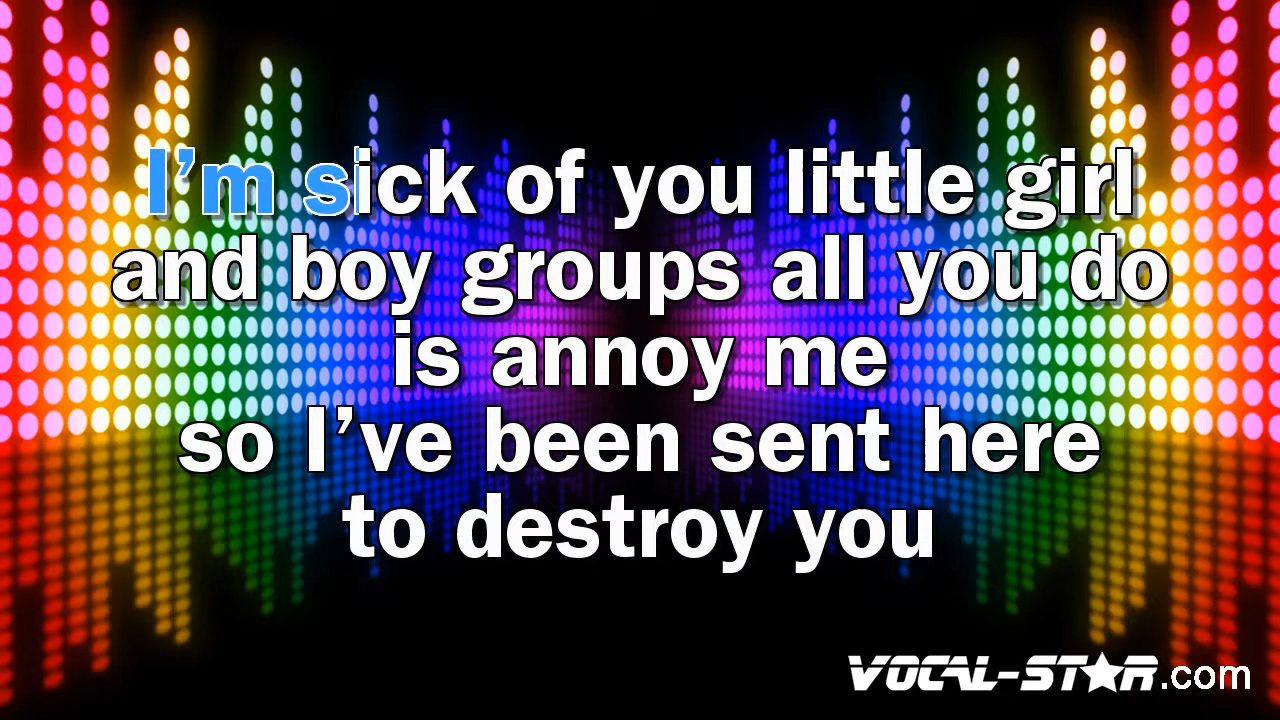 I’m sick of you little girl
and boy groups all you do
is annoy me
so I’ve been sent here
to destroy you
VOCAL-STAR.com